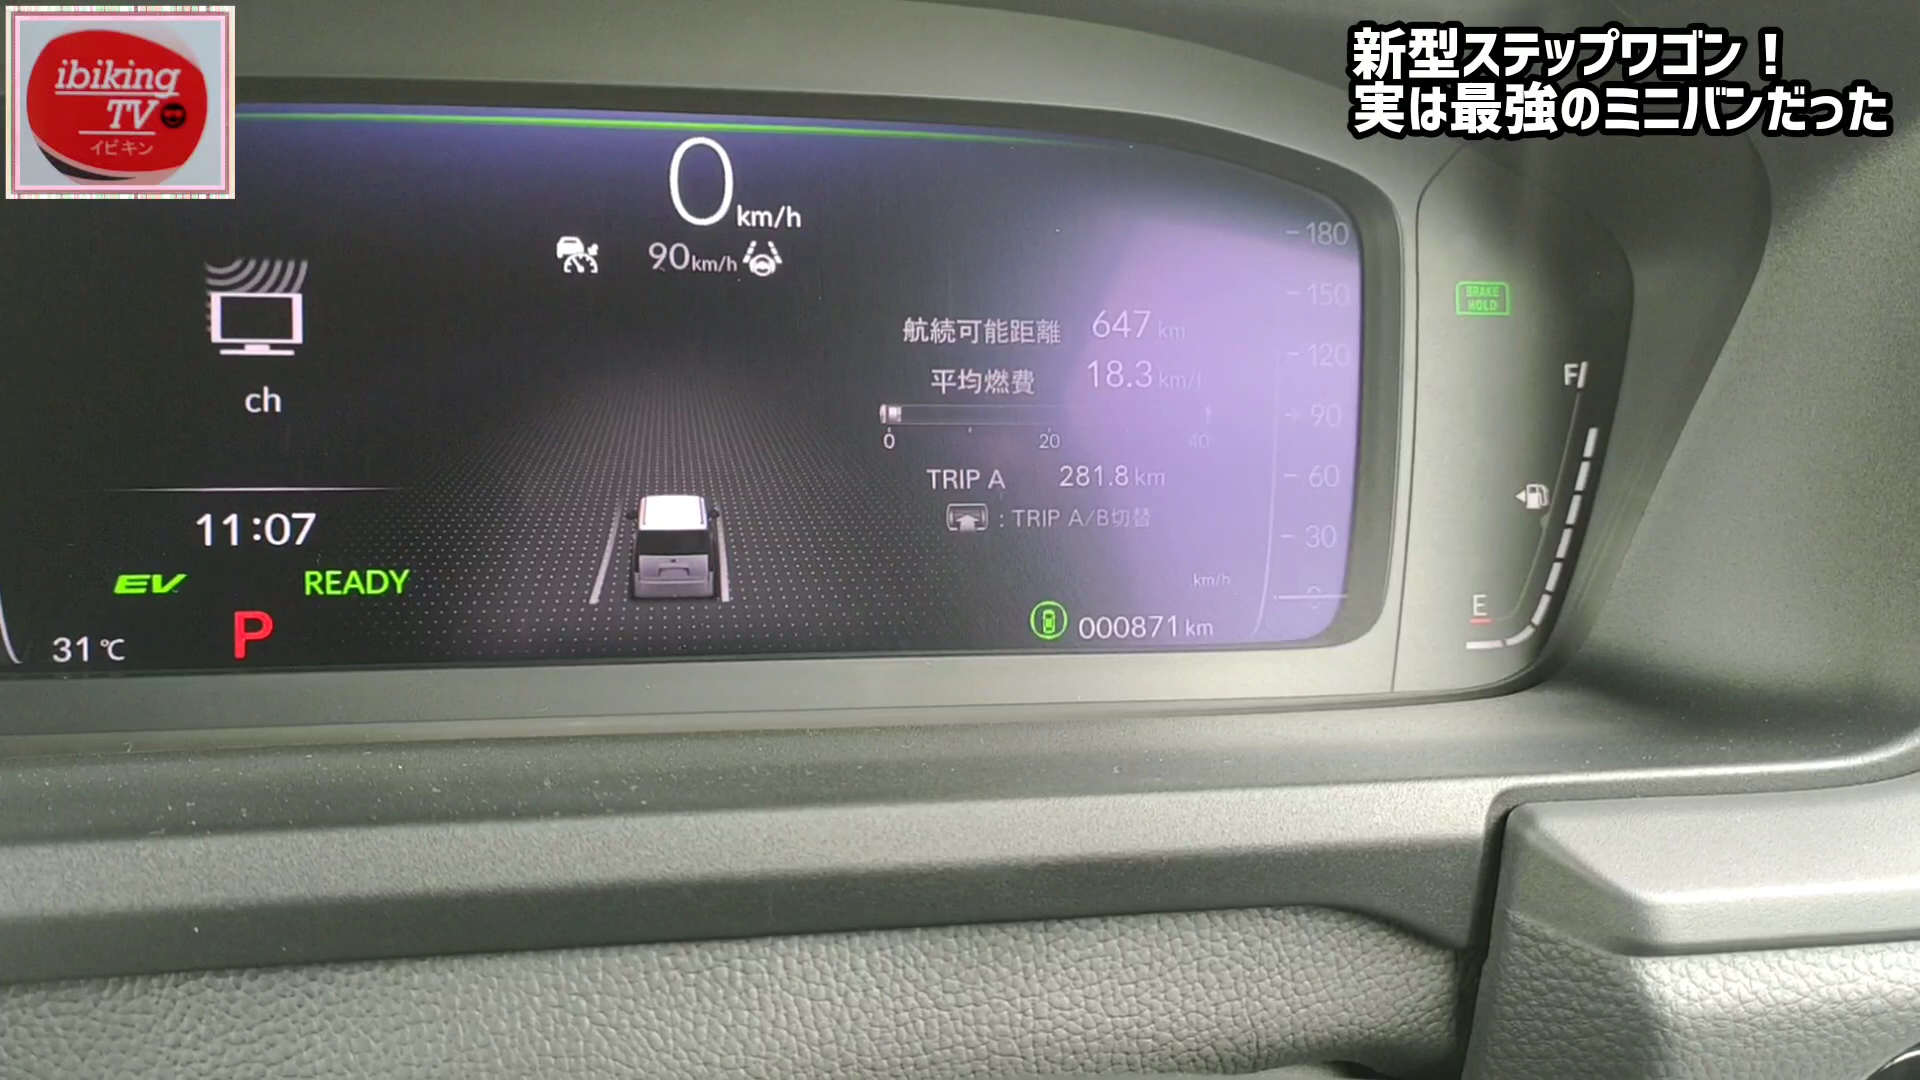 ibiking
TV
イビキン
新型ステップワゴン!
実は最強のミニバンだった
0 km/h
90 km/h
ch
航続可能距離 647 km
平均燃費 18.3 km/l
0 20 40
TRIP A 281.8 km
: TRIP A/B切替
11:07
EV READY
31℃ P
000871 km
180
150
120
90
60
30
0
km/h
BRAKE
HOLD
F
E